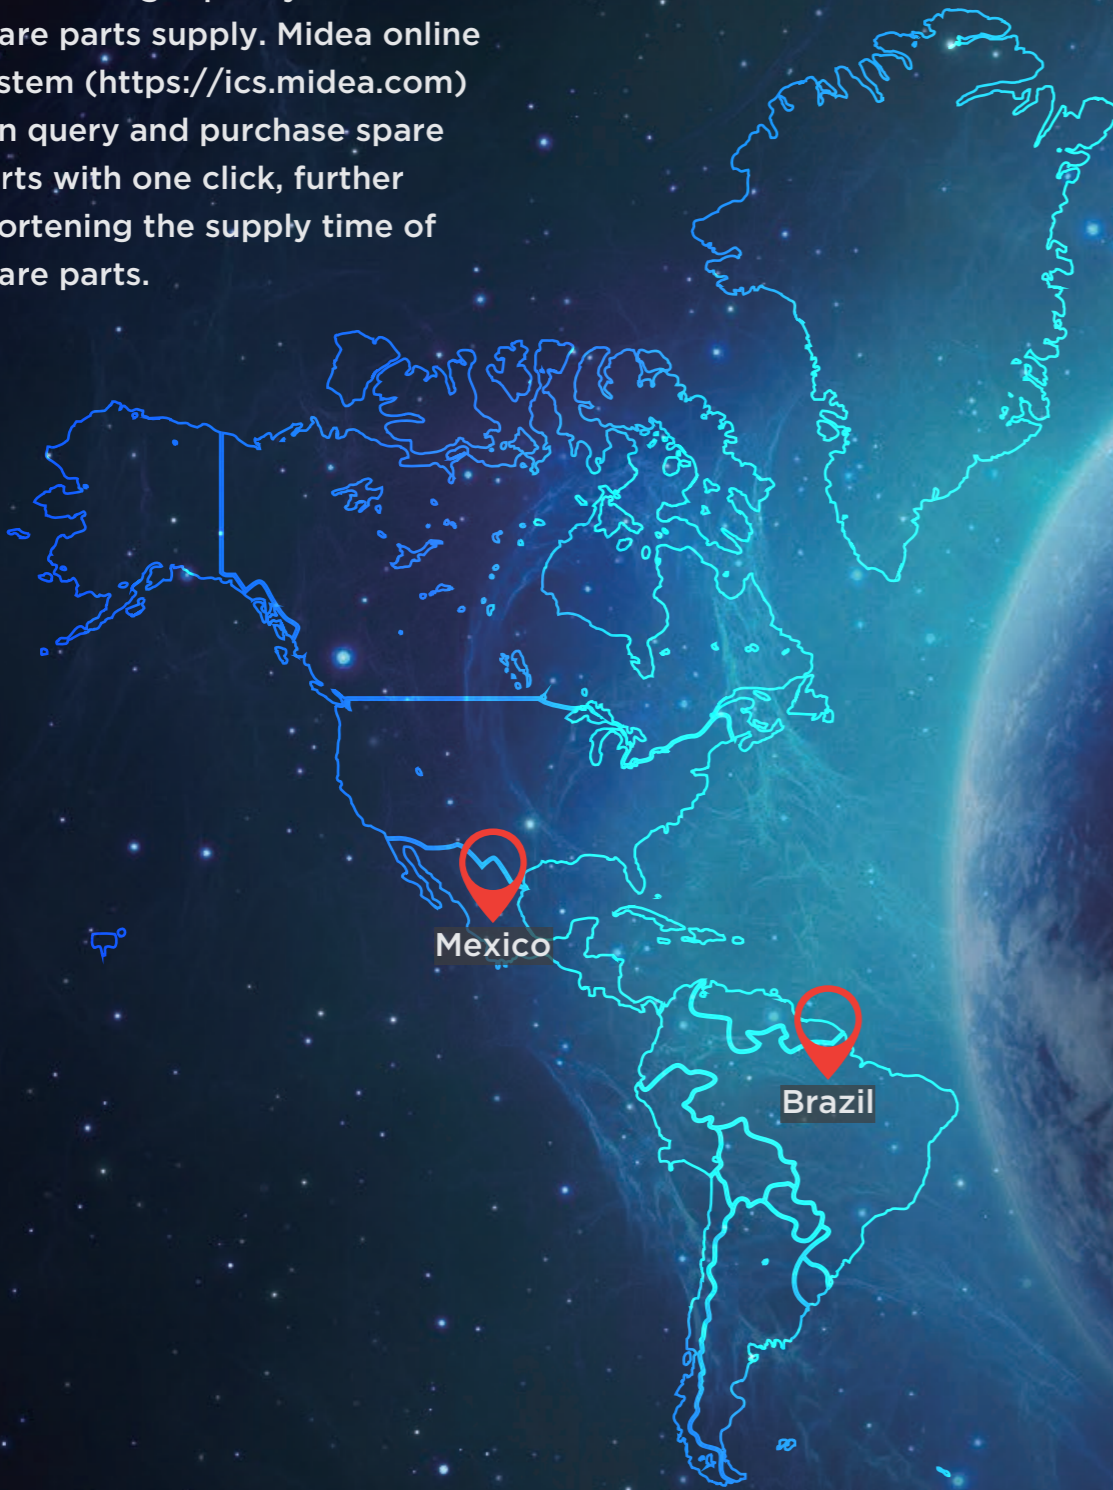 are parts supply. Midea online
stem (https://ics.midea.com)
n query and purchase spare
rts with one click, further
ortening the supply time of
are parts.
Mexico
Brazil